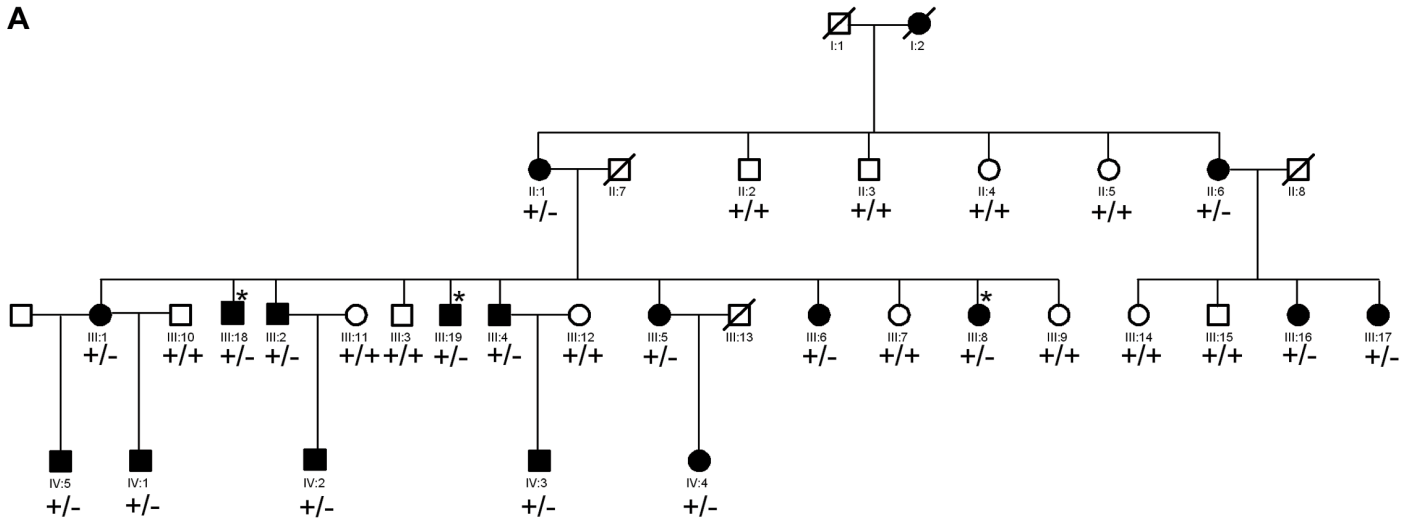 A
I:1 I:2
II:1 II:7 II:2 II:3 II:4 II:5 II:6 II:8
+/- +/+ +/+ +/+ +/+ +/-
* * *
III:1 III:10 III:18 III:2 III:11 III:3 III:19 III:4 III:12 III:5 III:13 III:6 III:7 III:8 III:9 III:14 III:15 III:16 III:17
+/- +/+ +/- +/- +/+ +/+ +/- +/- +/+ +/- +/- +/+ +/- +/+ +/+ +/+ +/- +/-
IV:5 IV:1 IV:2 IV:3 IV:4
+/- +/- +/- +/- +/-